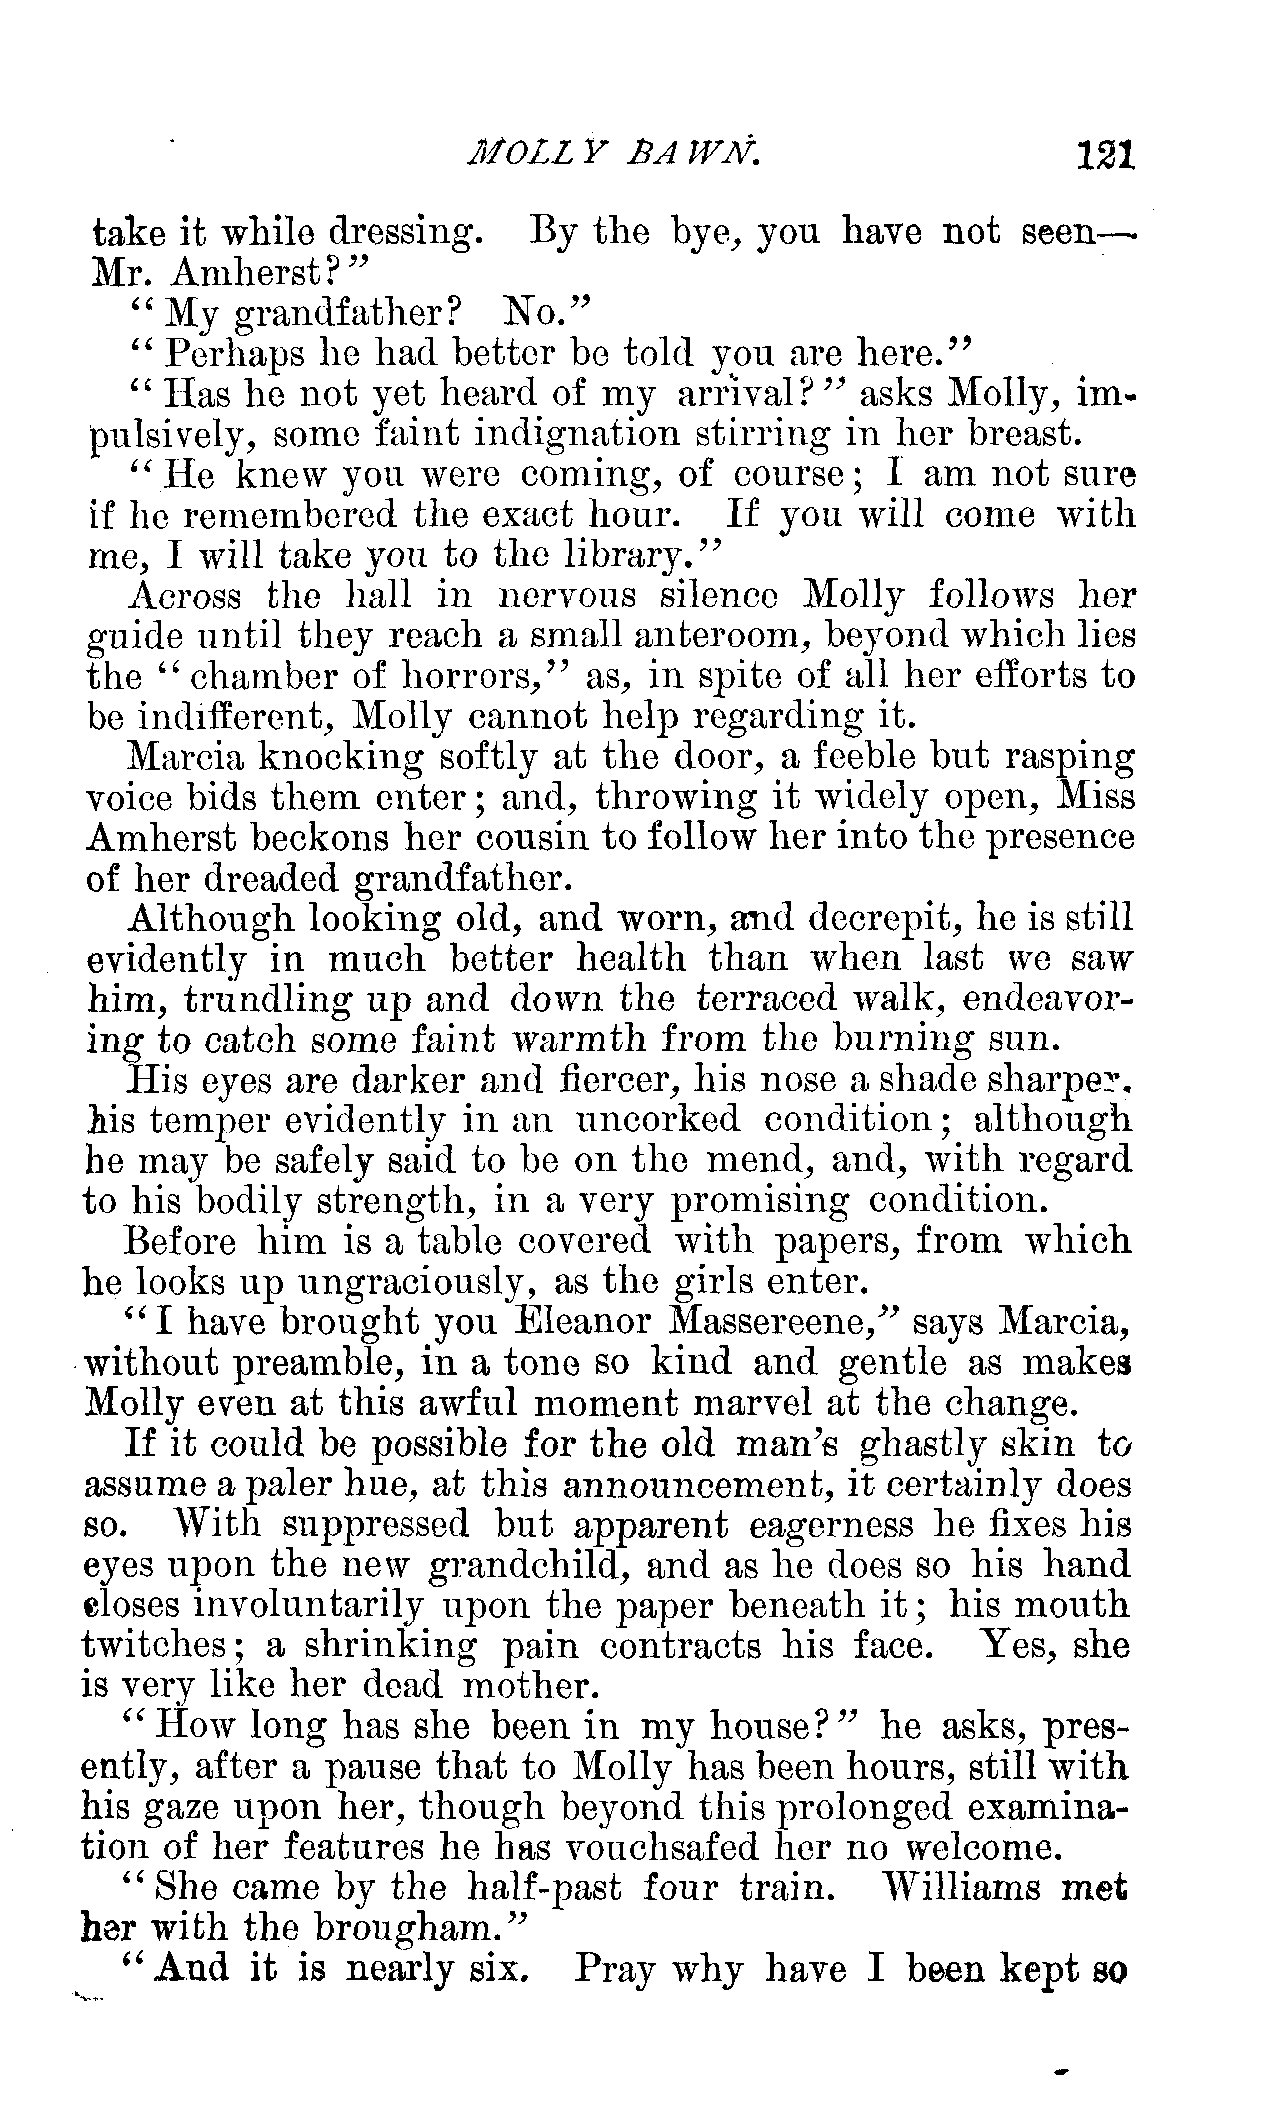 MOLLY BAWN. 121
take it while dressing. By the bye, you have not seen—
Mr. Amherst?"
"My grandfather? No."
"Perhaps he had better be told you are here."
"Has he not yet heard of my arrival?" asks Molly, im-
pulsively, some faint indignation stirring in her breast.
"He knew you were coming, of course; I am not sure
if he remembered the exact hour. If you will come with
me, I will take you to the library."
Across the hall in nervous silence Molly follows her
guide until they reach a small anteroom, beyond which lies
the "chamber of horrors," as, in spite of all her efforts to
be indifferent, Molly cannot help regarding it.
Marcia knocking softly at the door, a feeble but rasping
voice bids them enter; and, throwing it widely open, Miss
Amherst beckons her cousin to follow her into the presence
of her dreaded grandfather.
Although looking old, and worn, and decrepit, he is still
evidently in much better health than when last we saw
him, trundling up and down the terraced walk, endeavor-
ing to catch some faint warmth from the burning sun.
His eyes are darker and fiercer, his nose a shade sharper.
his temper evidently in an uncorked condition; although
he may be safely said to be on the mend, and, with regard
to his bodily strength, in a very promising condition.
Before him is a table covered with papers, from which
he looks up ungraciously, as the girls enter.
"I have brought you Eleanor Massereene," says Marcia,
without preamble, in a tone so kind and gentle as makes
Molly even at this awful moment marvel at the change.
If it could be possible for the old man's ghastly skin to
assume a paler hue, at this announcement, it certainly does
so. With suppressed but apparent eagerness he fixes his
eyes upon the new grandchild, and as he does so his hand
closes involuntarily upon the paper beneath it; his mouth
twitches; a shrinking pain contracts his face. Yes, she
is very like her dead mother.
"How long has she been in my house?" he asks, pres-
ently, after a pause that to Molly has been hours, still with
his gaze upon her, though beyond this prolonged examina-
tion of her features he has vouchsafed her no welcome.
"She came by the half-past four train. Williams met
her with the brougham."
"And it is nearly six. Pray why have I been kept so